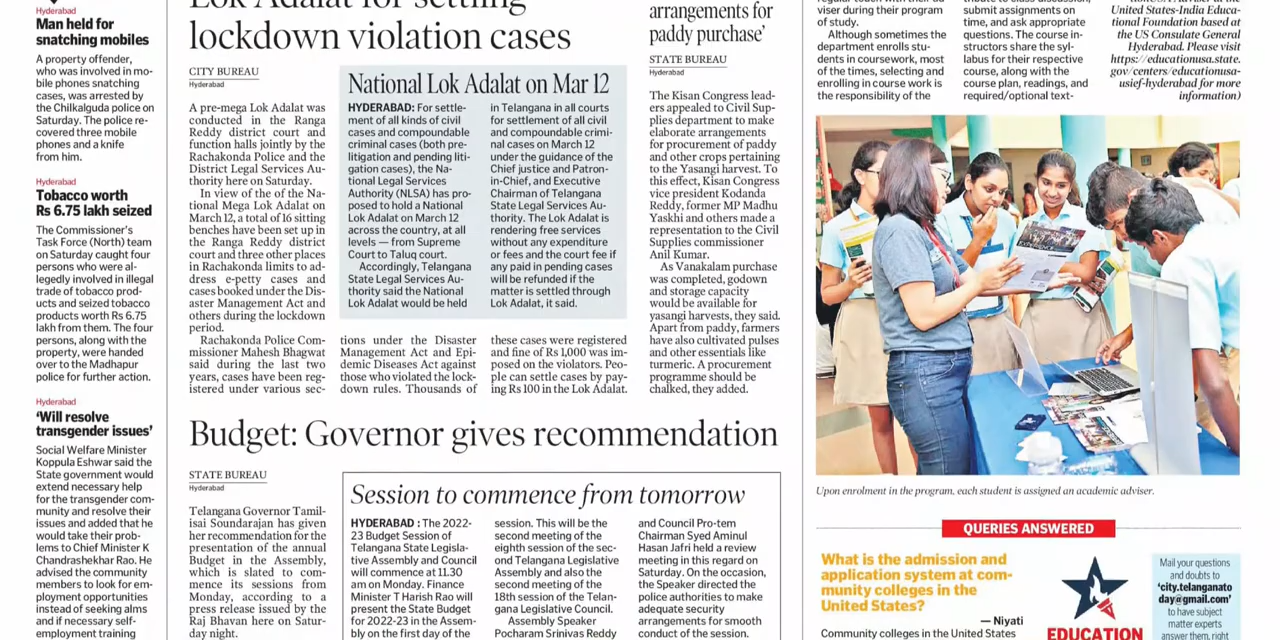 Hyderabad
Man held for
snatching mobiles
A property offender,
who was involved in mo-
bile phones snatching
cases, was arrested by
the Chilkalguda police on
Saturday. The police re-
covered three mobile
phones and a knife
from him.
Hyderabad
Tobacco worth
Rs 6.75 lakh seized
The Commissioner's
Task Force (North) team
on Saturday caught four
persons who were al-
legedly involved in illegal
trade of tobacco prod-
ucts and seized tobacco
products worth Rs 6.75
lakh from them. The four
persons, along with the
property, were handed
over to the Madhapur
police for further action.
Hyderabad
'Will resolve
transgender issues'
Social Welfare Minister
Koppula Eshwar said the
State government would
extend necessary help
for the transgender com-
munity and resolve their
issues and added that he
would take their prob-
lems to Chief Minister K
Chandrashekhar Rao. He
advised the community
members to look for em-
ployment opportunities
instead of seeking alms
and if necessary self-
employment training
Lok Adalat for settling
lockdown violation cases
CITY BUREAU
Hyderabad
A pre-mega Lok Adalat was
conducted in the Ranga
Reddy district court and
function halls jointly by the
Rachakonda Police and the
District Legal Services Au-
thority here on Saturday.
In view of the of the Na-
tional Mega Lok Adalat on
March 12, a total of 16 sitting
benches have been set up in
the Ranga Reddy district
court and three other places
in Rachakonda limits to ad-
dress e-petty cases and
cases booked under the Dis-
aster Management Act and
others during the lockdown
period.
Rachakonda Police Com-
missioner Mahesh Bhagwat
said during the last two
years, cases have been reg-
istered under various sec-
tions under the Disaster
Management Act and Epi-
demic Diseases Act against
those who violated the lock-
down rules. Thousands of
these cases were registered
and fine of Rs 1,000 was im-
posed on the violators. Peo-
ple can settle cases by pay-
ing Rs 100 in the Lok Adalat.
National Lok Adalat on Mar 12
HYDERABAD: For settle-
ment of all kinds of civil
cases and compoundable
criminal cases (both pre-
litigation and pending liti-
gation cases), the Na-
tional Legal Services
Authority (NLSA) has pro-
posed to hold a National
Lok Adalat on March 12
across the country, at all
levels — from Supreme
Court to Taluq court.
Accordingly, Telangana
State Legal Services Au-
thority said the National
Lok Adalat would be held
in Telangana in all courts
for settlement of all civil
and compoundable crimi-
nal cases on March 12
under the guidance of the
Chief justice and Patron-
in-Chief, and Executive
Chairman of Telangana
State Legal Services Au-
thority. The Lok Adalat is
rendering free services
without any expenditure
or fees and the court fee if
any paid in pending cases
will be refunded if the
matter is settled through
Lok Adalat, it said.
arrangements for
paddy purchase'
STATE BUREAU
Hyderabad
The Kisan Congress lead-
ers appealed to Civil Sup-
plies department to make
elaborate arrangements
for procurement of paddy
and other crops pertaining
to the Yasangi harvest. To
this effect, Kisan Congress
vice president Kodanda
Reddy, former MP Madhu
Yaskhi and others made a
representation to the Civil
Supplies commissioner
Anil Kumar.
As Vanakalam purchase
was completed, godown
and storage capacity
would be available for
yasangi harvests, they said.
Apart from paddy, farmers
have also cultivated pulses
and other essentials like
turmeric. A procurement
programme should be
chalked, they added.
Budget: Governor gives recommendation
STATE BUREAU
Hyderabad
Telangana Governor Tamil-
isai Soundarajan has given
her recommendation for the
presentation of the annual
Budget in the Assembly,
which is slated to com-
mence its sessions from
Monday, according to a
press release issued by the
Raj Bhavan here on Satur-
day night.
Session to commence from tomorrow
HYDERABAD : The 2022-
23 Budget Session of
Telangana State Legisla-
tive Assembly and Council
will commence at 11.30
am on Monday. Finance
Minister T Harish Rao will
present the State Budget
for 2022-23 in the Assem-
bly on the first day of the
session. This will be the
second meeting of the
eighth session of the sec-
ond Telangana Legislative
Assembly and also the
second meeting of the
18th session of the Telan-
gana Legislative Council.
Assembly Speaker
Pocharam Srinivas Reddy
and Council Pro-tem
Chairman Syed Aminul
Hasan Jafri held a review
meeting in this regard on
Saturday. On the occasion,
the Speaker directed the
police authorities to make
adequate security
arrangements for smooth
conduct of the session.
viser during their program
of study.
Although sometimes the
department enrolls stu-
dents in coursework, most
of the times, selecting and
enrolling in course work is
the responsibility of the
submit assignments on
time, and ask appropriate
questions. The course in-
structors share the syl-
labus for their respective
course, along with the
course plan, readings, and
required/optional text-
United States-India Educa-
tional Foundation based at
the US Consulate General
Hyderabad. Please visit
https://educationusa.state.
gov/centers/educationusa-
usief-hyderabad for more
information)
Upon enrolment in the program, each student is assigned an academic adviser.
QUERIES ANSWERED
What is the admission and
application system at com-
munity colleges in the
United States?
— Niyati
Community colleges in the United States
EDUCATION
Mail your questions
and doubts to
'city.telanganato
day@gmail.com'
to have subject
matter experts
answer them, right